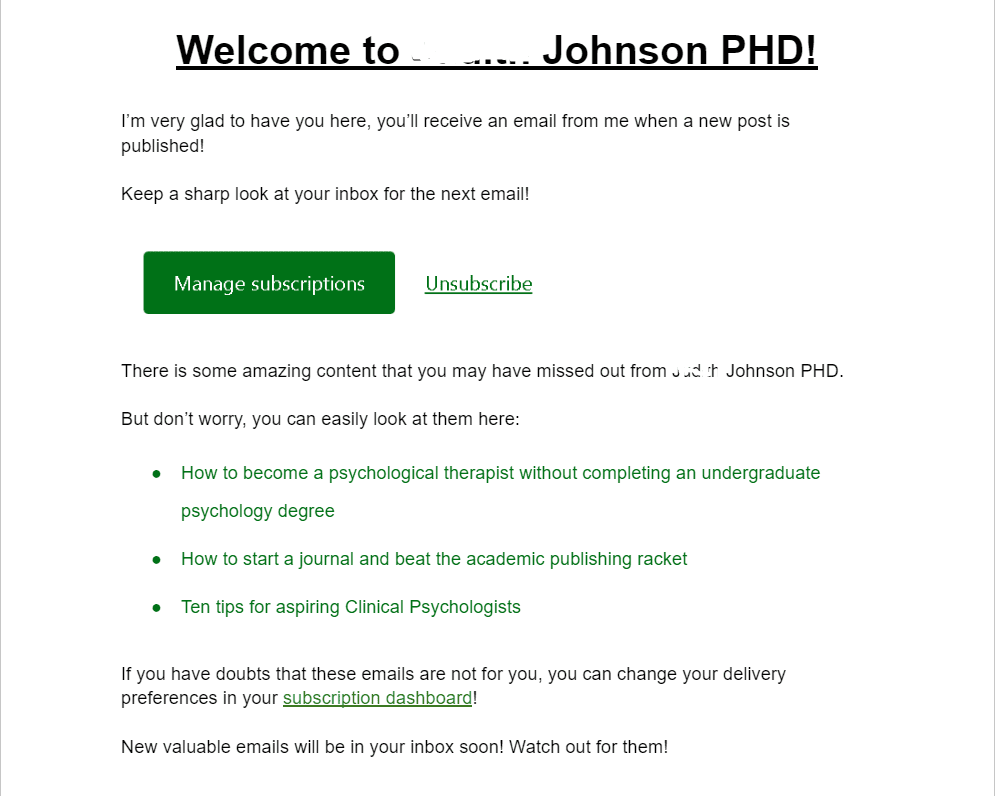 Welcome to Johnson PHD!
I’m very glad to have you here, you’ll receive an email from me when a new post is
published!
Keep a sharp look at your inbox for the next email!
Manage subscriptions Unsubscribe
There is some amazing content that you may have missed out from Johnson PHD.
But don’t worry, you can easily look at them here:
● How to become a psychological therapist without completing an undergraduate
psychology degree
● How to start a journal and beat the academic publishing racket
● Ten tips for aspiring Clinical Psychologists
If you have doubts that these emails are not for you, you can change your delivery
preferences in your subscription dashboard!
New valuable emails will be in your inbox soon! Watch out for them!